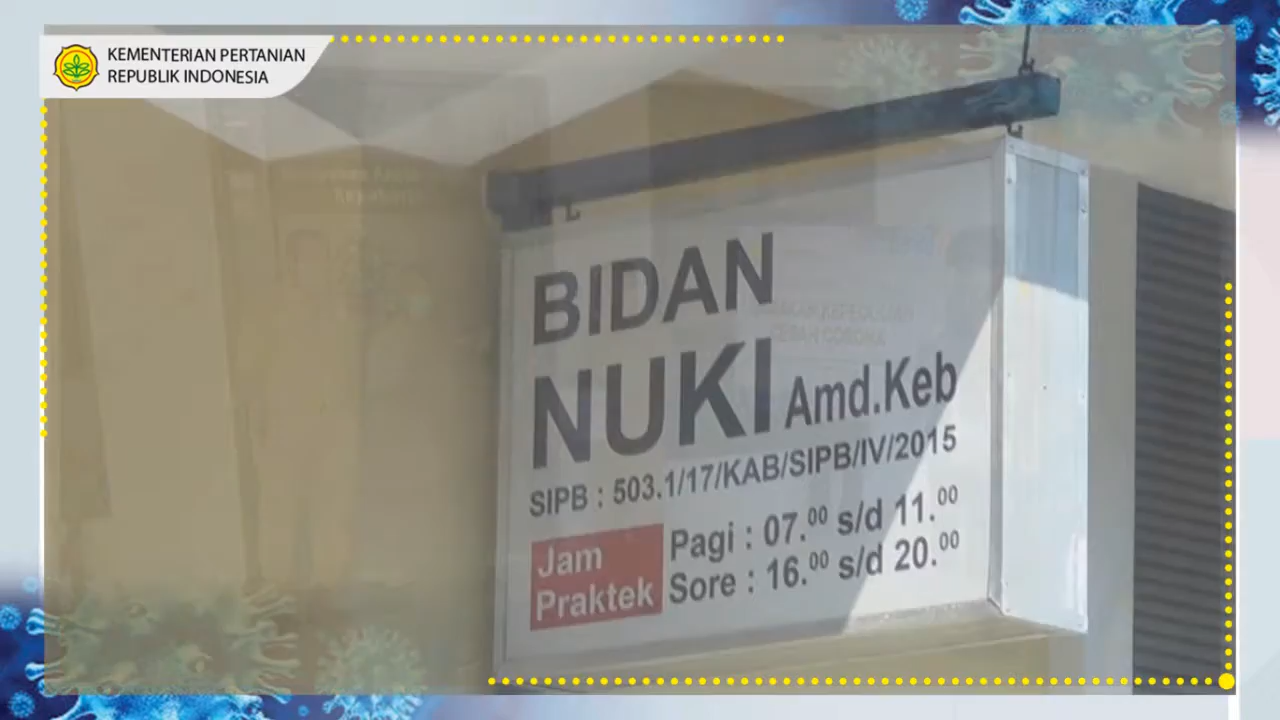 KEMENTERIAN PERTANIAN
REPUBLIK INDONESIA
BIDAN
NUKI Amd.Keb
SIPB : 503.1/17/KAB/SIPB/IV/2015
Jam Praktek
Pagi : 07.00 s/d 11.00
Sore : 16.00 s/d 20.00